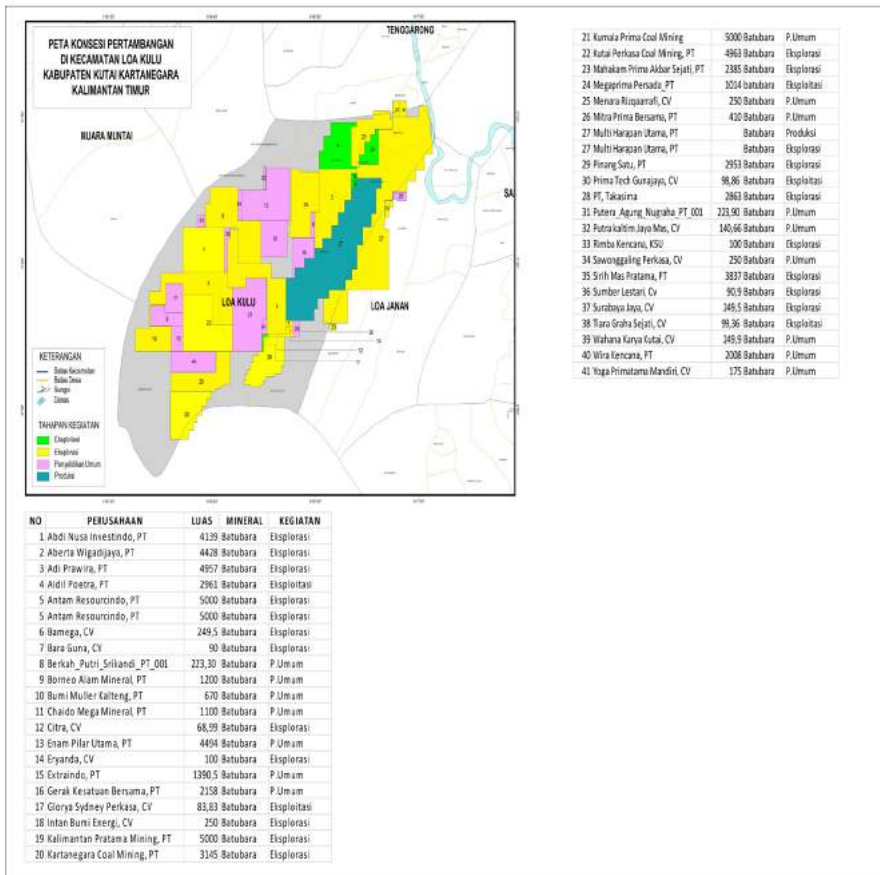 TENGGARONG
PETA KONSESI PERTAMBANGAN
DI KECAMATAN LOA KULU
KABUPATEN KUTAI KARTANEGARA
KALIMANTAN TIMUR
MUARA MUNTAI
LOA KULU
LOA JANAN
SA
KETERANGAN
Batas Kecamatan
Batas Desa
Sungai
Danau
TAHAPAN KEGIATAN
Eksploitasi
Eksplorasi
Penyelidikan Umum
Produksi
NO PERUSAHAAN LUAS MINERAL KEGIATAN
1 Abdi Nusa Investindo, PT 4139 Batubara Eksplorasi
2 Aberta Wigadijaya, PT 4428 Batubara Eksplorasi
3 Adi Prawira, PT 4957 Batubara Eksplorasi
4 Aidil Poetra, PT 2961 Batubara Eksploitasi
5 Antam Resourcindo, PT 5000 Batubara Eksplorasi
5 Antam Resourcindo, PT 5000 Batubara Eksplorasi
6 Bamega, CV 249,5 Batubara Eksplorasi
7 Bara Guna, CV 90 Batubara Eksplorasi
8 Berkah_Putri_Srikandi_PT_001 223,30 Batubara P.Umum
9 Borneo Alam Mineral, PT 1200 Batubara P.Umum
10 Bumi Muller Kalteng, PT 670 Batubara P.Umum
11 Chaido Mega Mineral, PT 1100 Batubara P.Umum
12 Citra, CV 68,99 Batubara Eksplorasi
13 Enam Pilar Utama, PT 4494 Batubara P.Umum
14 Eryanda, CV 100 Batubara Eksplorasi
15 Extraindo, PT 1390,5 Batubara P.Umum
16 Gerak Kesatuan Bersama, PT 2158 Batubara P.Umum
17 Glorya Sydney Perkasa, CV 83,83 Batubara Eksploitasi
18 Intan Bumi Energi, CV 250 Batubara Eksplorasi
19 Kalimantan Pratama Mining, PT 5000 Batubara Eksplorasi
20 Kartanegara Coal Mining, PT 3145 Batubara Eksplorasi
21 Kumala Prima Coal Mining 5000 Batubara P.Umum
22 Kutai Perkasa Coal Mining, PT 4963 Batubara Eksplorasi
23 Mahakam Prima Akbar Sejati, PT 2385 Batubara Eksplorasi
24 Megaprima Persada_PT 1014 batubara Eksploitasi
25 Menara Rizqaarrafi, CV 250 Batubara P.Umum
26 Mitra Prima Bersama, PT 410 Batubara P.Umum
27 Multi Harapan Utama, PT Batubara Produksi
27 Multi Harapan Utama, PT Batubara Eksplorasi
29 Pinang Satu, PT 2953 Batubara Eksplorasi
30 Prima Tech Gunajaya, CV 98,86 Batubara Eksploitasi
28 PT, Takasima 2863 Batubara Eksplorasi
31 Putera_Agung_Nugraha_PT_001 223,90 Batubara P.Umum
32 Putra kaltim Jaya Mas, CV 140,66 Batubara P.Umum
33 Rimba Kencana, KSU 100 Batubara Eksplorasi
34 Sawonggaling Perkasa, CV 250 Batubara P.Umum
35 Sirih Mas Pratama, PT 3837 Batubara Eksplorasi
36 Sumber Lestari, Cv 90,9 Batubara Eksplorasi
37 Surabaya Jaya, CV 249,5 Batubara Eksplorasi
38 Tiara Graha Sejati, CV 99,36 Batubara Eksploitasi
39 Wahana Karya Kutai, CV 249,9 Batubara P.Umum
40 Wira Kencana, PT 2008 Batubara P.Umum
41 Yoga Primatama Mandiri, CV 175 Batubara P.Umum